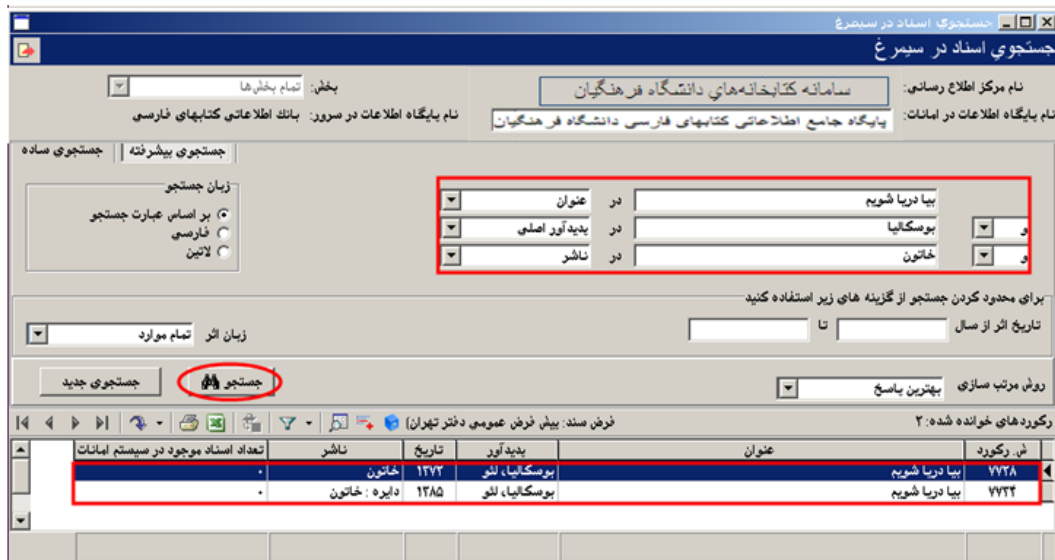 جستجوي اسناد در سيمرغ
جستجوي اسناد در سيمرغ
نام مرکز اطلاع رسانی: سامانه کتابخانه‌های دانشگاه فرهنگیان بخش: تمام بخش‌ها
نام پایگاه اطلاعات در امانات: پایگاه جامع اطلاعاتی کتابهای فارسی دانشگاه فرهنگیان نام پایگاه اطلاعات در سرور: بانك اطلاعاتی کتابهای فارسی
جستجوی پیشرفته جستجوی ساده
بیا دریا شویم در عنوان
و بوسکالیا در پدیدآور اصلی
و خاتون در ناشر
زبان جستجو
بر اساس عبارت جستجو
فارسی
لاتین
برای محدود کردن جستجو از گزینه های زیر استفاده کنید
تاریخ اثر از سال تا زبان اثر تمام موارد
روش مرتب سازی بهترین پاسخ جستجو جستجوی جدید
رکوردهای خوانده شده: ۲ فرض سند: پیش فرض عمومی دفتر تهران)
ش. رکورد عنوان پدیدآور تاریخ ناشر تعداد اسناد موجود در سیستم امانات
۷۷۲۸ بیا دریا شویم بوسکالیا، لئو ۱۳۷۲ خاتون ۰
۷۷۳۴ بیا دریا شویم بوسکالیا، لئو ۱۳۸۵ دایره : خاتون ۰